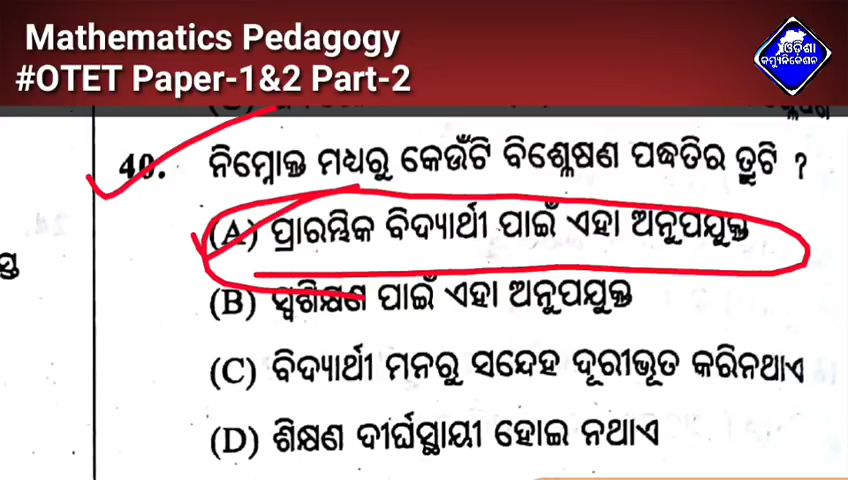 Mathematics Pedagogy
#OTET Paper-1&2 Part-2
ଓଡ଼ିଶା
କମ୍ୟୁନିକେଶନ
40. ନିମ୍ନୋକ୍ତ ମଧ୍ୟରୁ କେଉଁଟି ବିଶ୍ଳେଷଣ ପଦ୍ଧତିର ତ୍ରୁଟି ?
(A) ପ୍ରାରମ୍ଭିକ ବିଦ୍ୟାର୍ଥୀ ପାଇଁ ଏହା ଅନୁପଯୁକ୍ତ
(B) ସ୍ୱଶିକ୍ଷଣ ପାଇଁ ଏହା ଅନୁପଯୁକ୍ତ
(C) ବିଦ୍ୟାର୍ଥୀ ମନରୁ ସନ୍ଦେହ ଦୂରୀଭୂତ କରିନଥାଏ
(D) ଶିକ୍ଷଣ ଦୀର୍ଘସ୍ଥାୟୀ ହୋଇ ନଥାଏ